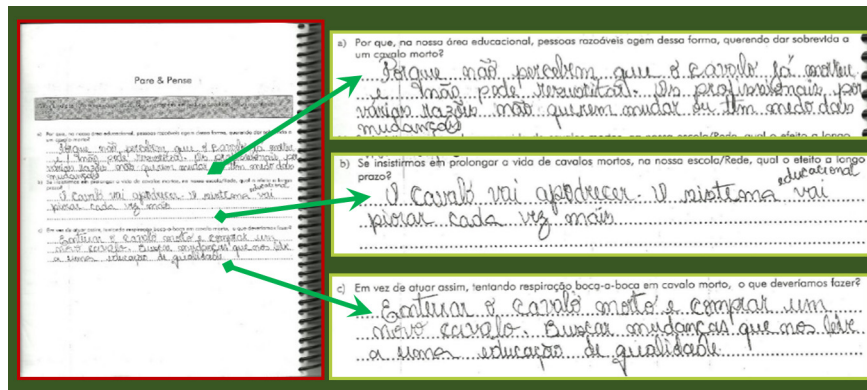 Pare & Pense
a) Por que, na nossa área educacional, pessoas razoáveis agem dessa forma, querendo dar sobrevida a
um cavalo morto?
Porque não percebem que o cavalo já morreu
e não pode ressuscitar. Os profissionais, por
várias razões não querem mudar ou têm medo das
mudanças
b) Se insistirmos em prolongar a vida de cavalos mortos, na nossa escola/Rede, qual o efeito a longo
prazo?
O cavalo vai apodrecer. O sistema educacional vai
piorar cada vez mais
c) Em vez de atuar assim, tentando respiração boca-a-boca em cavalo morto, o que deveríamos fazer?
Enterrar o cavalo morto e comprar um
novo cavalo. Buscar mudanças que nos leve
a uma educação de qualidade.